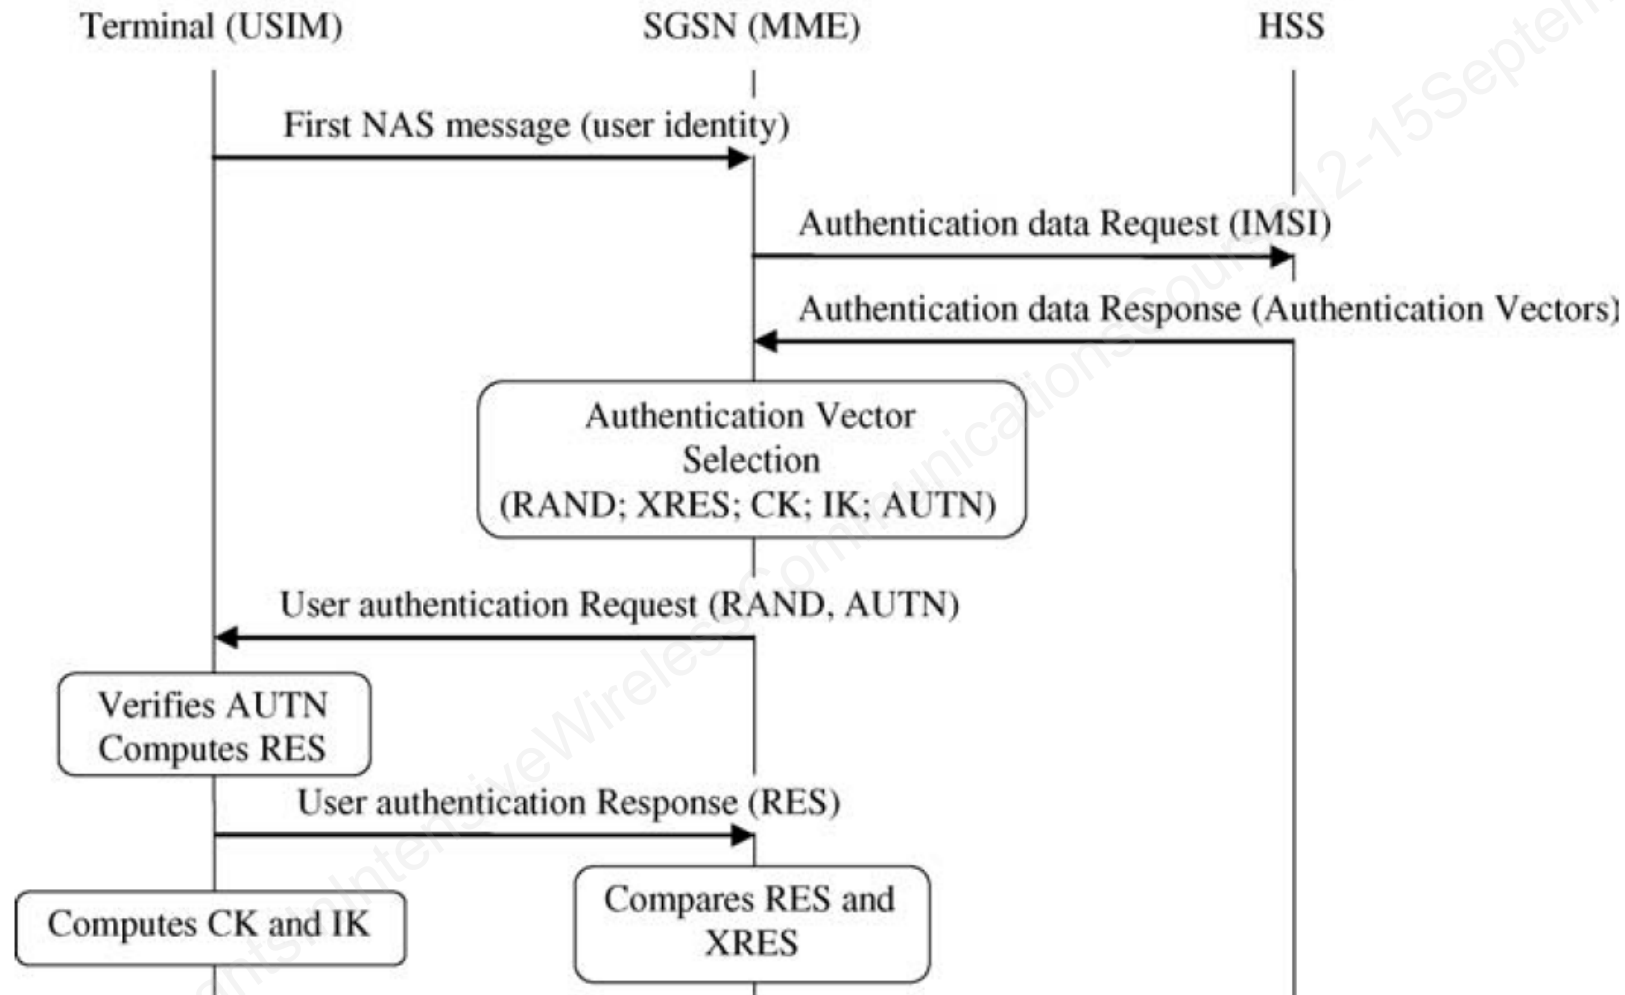 Terminal (USIM)
SGSN (MME)
HSS
First NAS message (user identity)
Authentication data Request (IMSI)
Authentication data Response (Authentication Vectors)
Authentication Vector
Selection
(RAND; XRES; CK; IK; AUTN)
User authentication Request (RAND, AUTN)
Verifies AUTN
Computes RES
User authentication Response (RES)
Computes CK and IK
Compares RES and
XRES